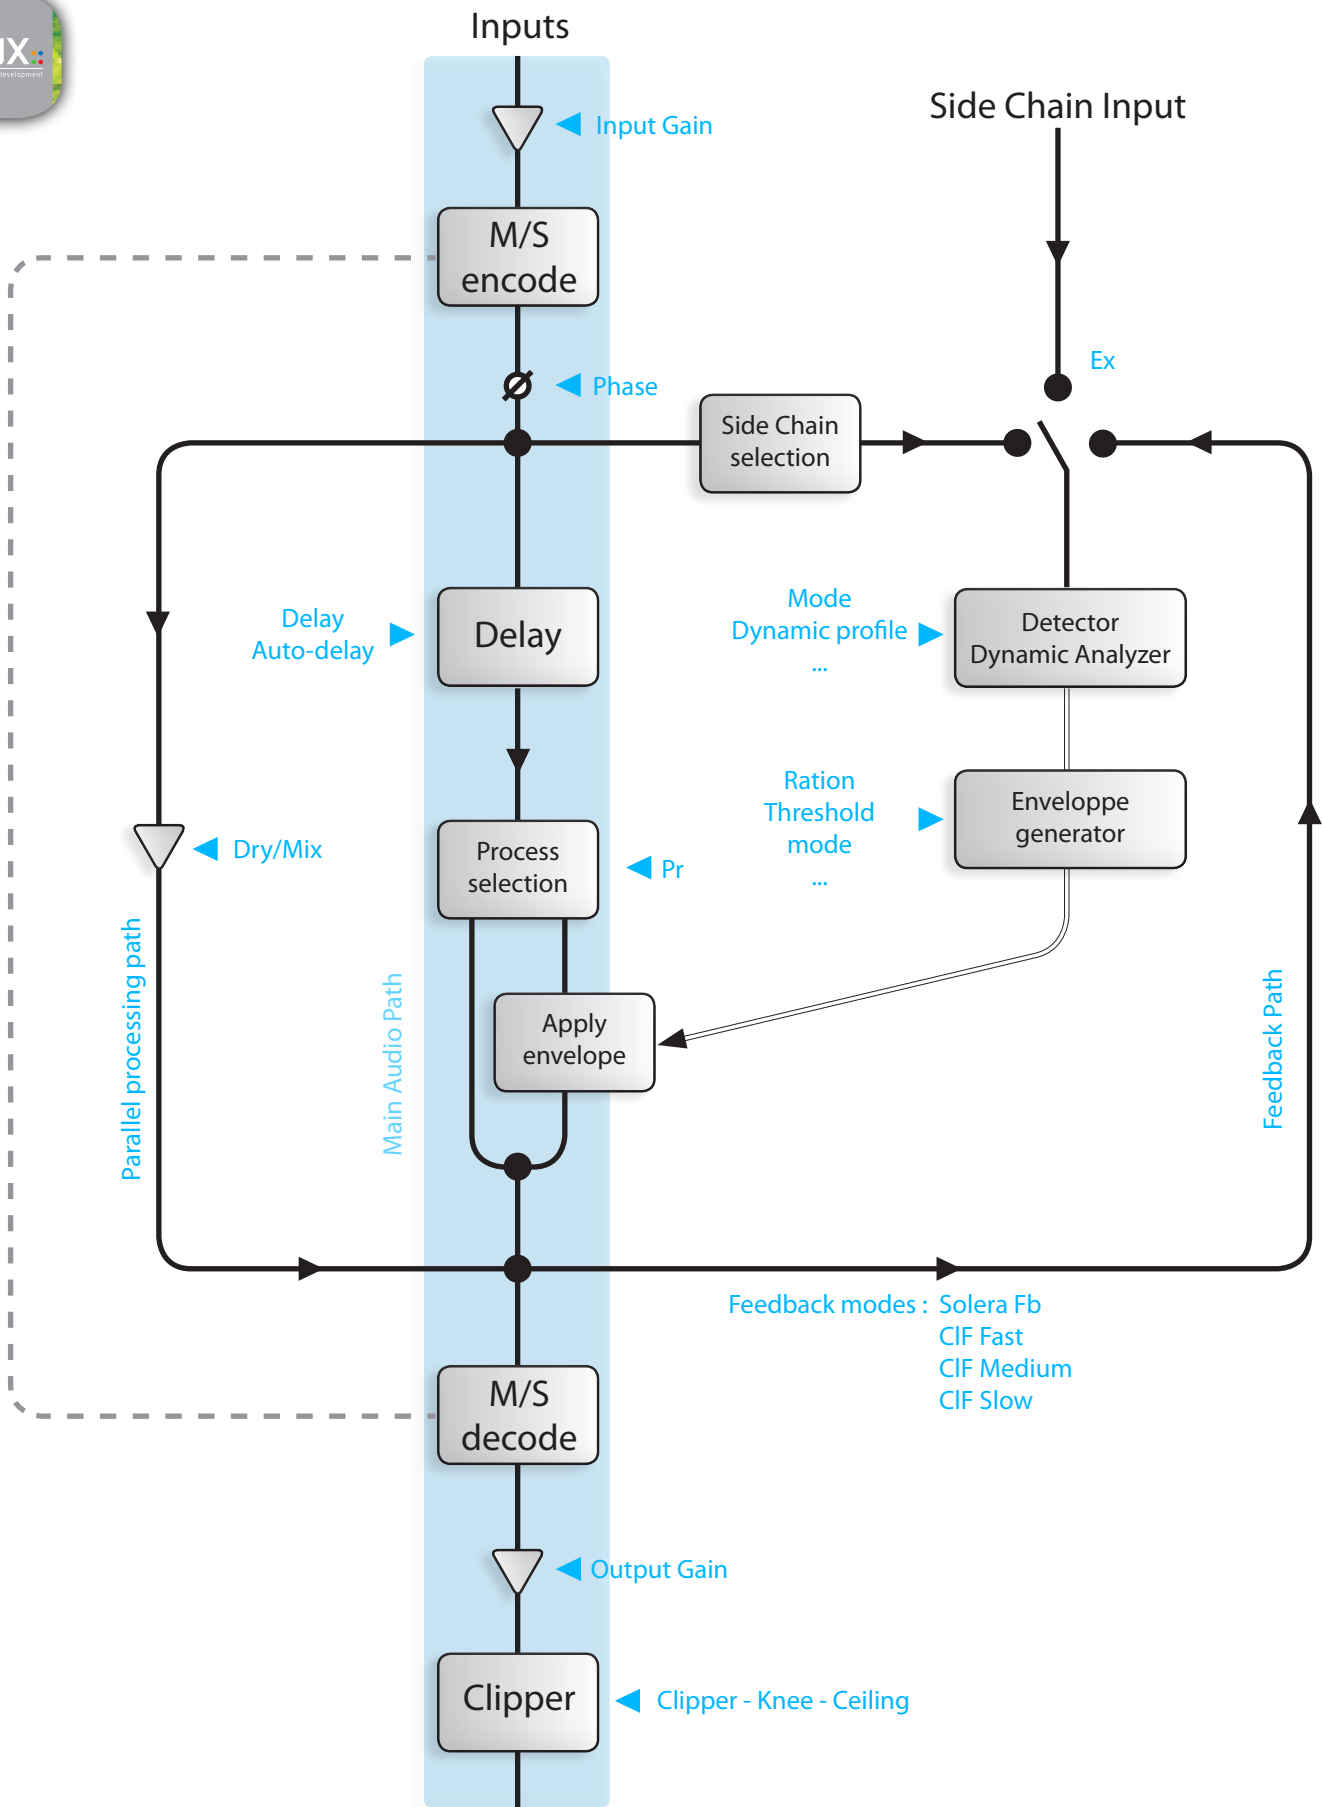 Inputs
UX
development
Side Chain Input
Input Gain
M/S
encode
Ex
Phase
Side Chain
selection
Delay
Auto-delay
Delay
Mode
Dynamic profile
...
Detector
Dynamic Analyzer
Ration
Threshold
mode
...
Enveloppe
generator
Dry/Mix
Process
selection
Pr
Parallel processing path
Main Audio Path
Apply
envelope
Feedback Path
Feedback modes : Solera Fb
ClF Fast
ClF Medium
ClF Slow
M/S
decode
Output Gain
Clipper
Clipper - Knee - Ceiling